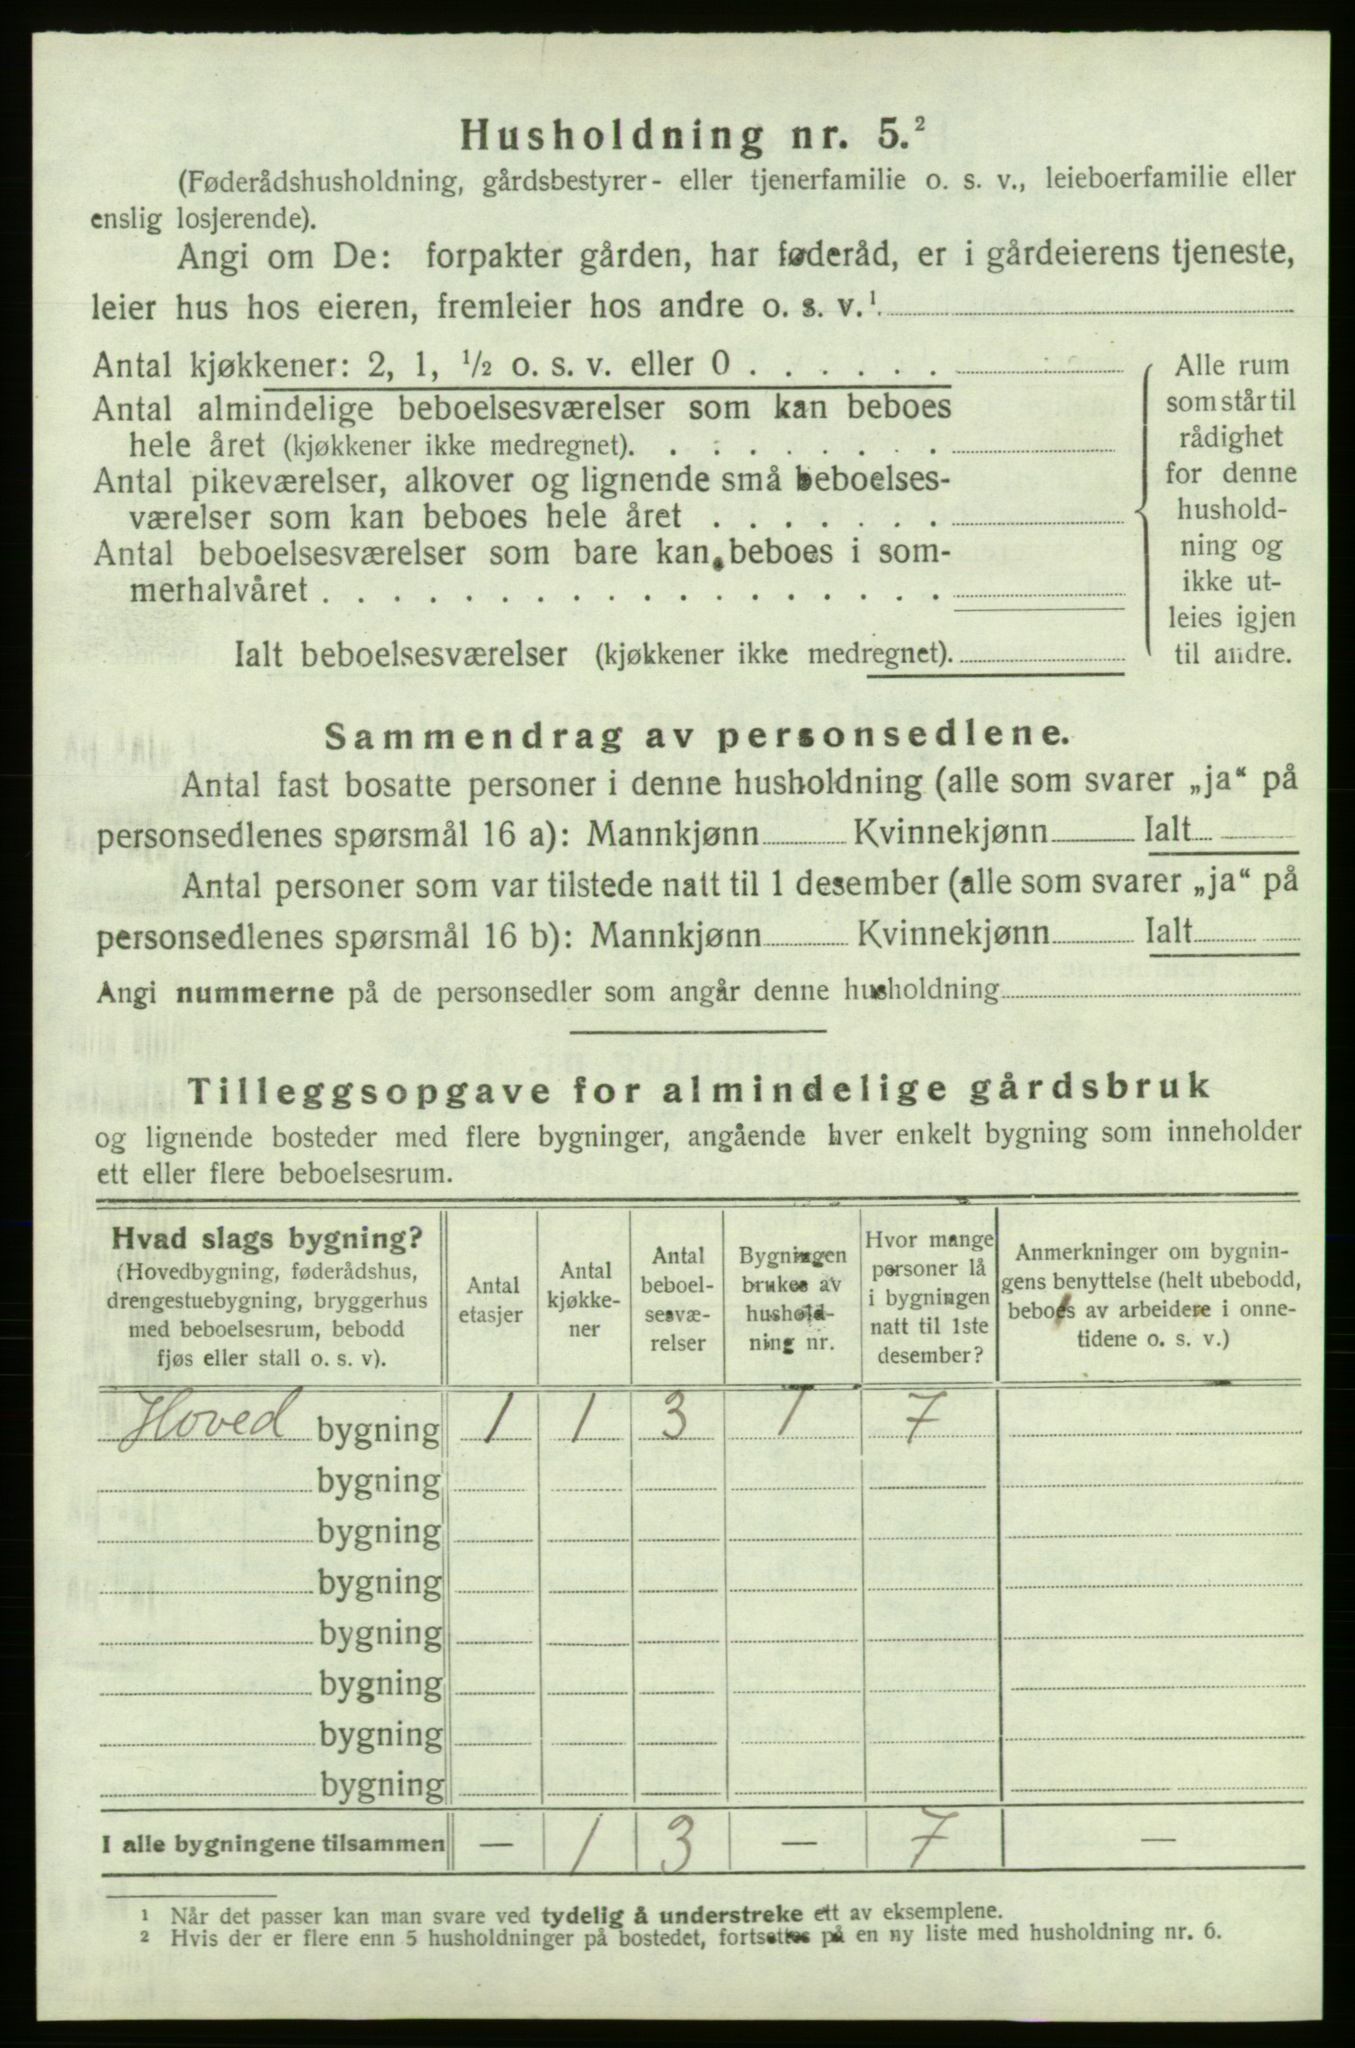 Husholdning nr. 5.²
(Føderådshusholdning, gårdsbestyrer- eller tjenerfamilie o. s. v., leieboerfamilie eller
enslig losjerende).
Angi om De: forpakter gården, har føderåd, er i gårdeierens tjeneste,
leier hus hos eieren, fremleier hos andre o. s. v.¹
Antal kjøkkener: 2, 1, ½ o. s. v. eller 0 . . . . . .
Antal almindelige beboelsesværelser som kan beboes
hele året (kjøkkener ikke medregnet). . . . . . . . .
Antal pikeværelser, alkover og lignende små beboelses-
værelser som kan beboes hele året . . . . . . .
Antal beboelsesværelser som bare kan beboes i som-
merhalvåret . . . . . . . . . . . . . . . . .
Alle rum
som står til
rådighet
for denne
hushold-
ning og
ikke ut-
leies igjen
til andre.
Ialt beboelsesværelser (kjøkkener ikke medregnet).
Sammendrag av personsedlene.
Antal fast bosatte personer i denne husholdning (alle som svarer „ja“ på
personsedlenes spørsmål 16 a): Mannkjønn Kvinnekjønn Ialt
Antal personer som var tilstede natt til 1 desember (alle som svarer „ja“ på
personsedlenes spørsmål 16 b): Mannkjønn Kvinnekjønn Ialt
Angi nummerne på de personsedler som angår denne husholdning
Tilleggsopgave for almindelige gårdsbruk
og lignende bosteder med flere bygninger, angående hver enkelt bygning som inneholder
ett eller flere beboelsesrum.
Hvad slags bygning?
(Hovedbygning, føderådshus,
drengestuebygning, bryggerhus
med beboelsesrum, bebodd
fjøs eller stall o. s. v).
Antal
etasjer
Antal
kjøkke-
ner
Antal
beboel-
sesvæ-
relser
Bygningen
brukes av
hushold-
ning nr.
Hvor mange
personer lå
i bygningen
natt til 1ste
desember?
Anmerkninger om bygnin-
gens benyttelse (helt ubebodd,
beboes av arbeidere i onne-
tidene o. s. v.)
Hoved bygning 1 1 3 1 7
bygning
bygning
bygning
bygning
bygning
bygning
bygning
I alle bygningene tilsammen — 1 3 — 7 —
¹ Når det passer kan man svare ved tydelig å understreke ett av eksemplene.
² Hvis der er flere enn 5 husholdninger på bostedet, fortsettes på en ny liste med husholdning nr. 6.